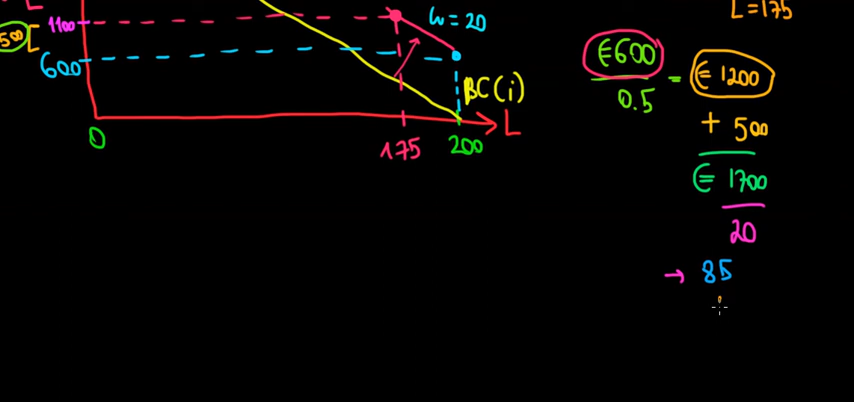 L
1100
500 [
600
w = 20
BC(i)
L
0
175
200
L = 175
€600
0.5
= €1200
+ 500
€ 1700
20
→ 85